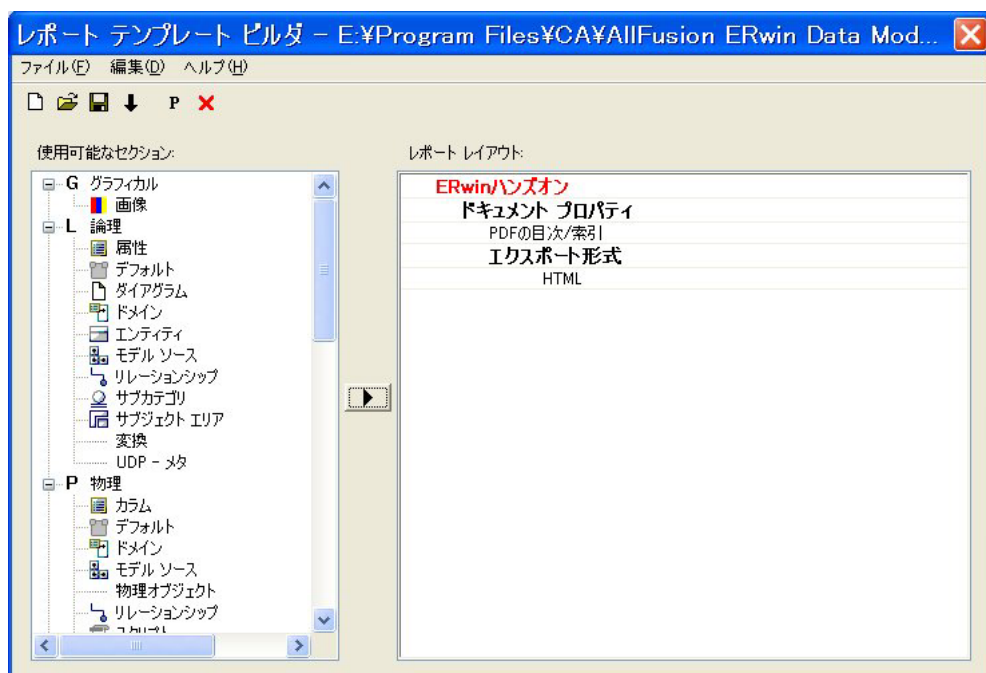 レポート テンプレート ビルダ - E:¥Program Files¥CA¥AllFusion ERwin Data Mod...
ファイル(F) 編集(D) ヘルプ(H)
P
使用可能なセクション:
レポート レイアウト:
G グラフィカル
画像
L 論理
属性
デフォルト
ダイアグラム
ドメイン
エンティティ
モデル ソース
リレーションシップ
サブカテゴリ
サブジェクト エリア
変換
UDP - メタ
P 物理
カラム
デフォルト
ドメイン
モデル ソース
物理オブジェクト
リレーションシップ
ERwinハンズオン
ドキュメント プロパティ
PDFの目次/索引
エクスポート形式
HTML